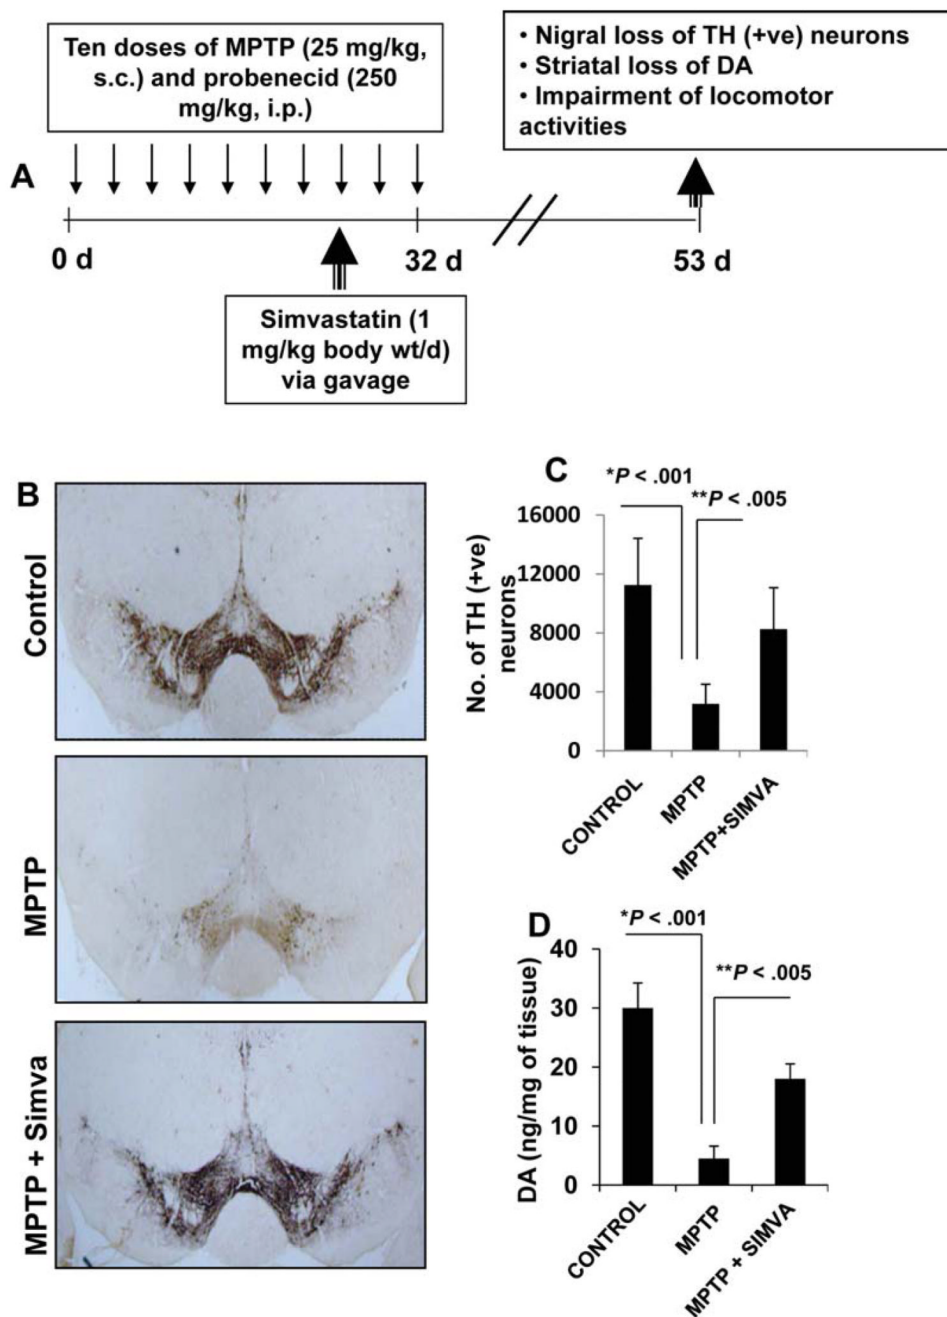 Ten doses of MPTP (25 mg/kg,
s.c.) and probenecid (250
mg/kg, i.p.)
• Nigral loss of TH (+ve) neurons
• Striatal loss of DA
• Impairment of locomotor
activities
A
0 d
32 d
53 d
Simvastatin (1
mg/kg body wt/d)
via gavage
B
Control
MPTP
MPTP + Simva
C
*P < .001
**P < .005
No. of TH (+ve)
neurons
16000
12000
8000
4000
0
CONTROL
MPTP
MPTP+SIMVA
D
*P < .001
**P < .005
DA (ng/mg of tissue)
40
30
20
10
0
CONTROL
MPTP
MPTP + SIMVA